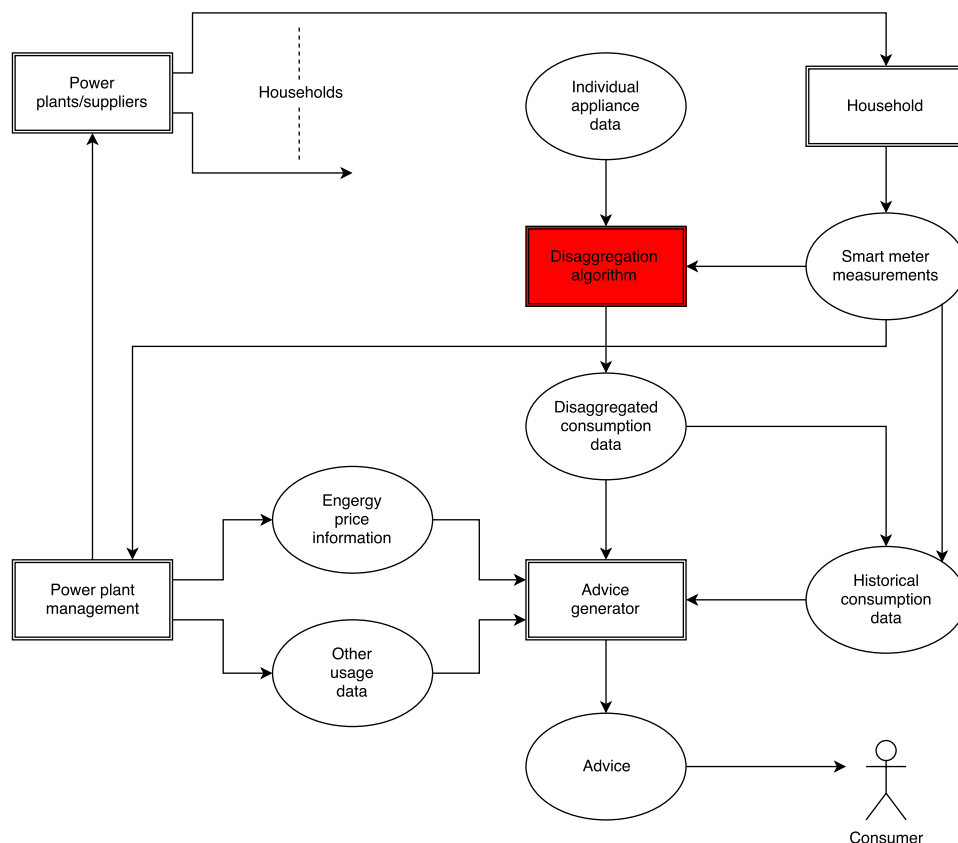 Power
plants/suppliers
Households
Individual
appliance
data
Household
Disaggregation
algorithm
Smart meter
measurements
Disaggregated
consumption
data
Engergy
price
information
Power plant
management
Advice
generator
Historical
consumption
data
Other
usage
data
Advice
Consumer